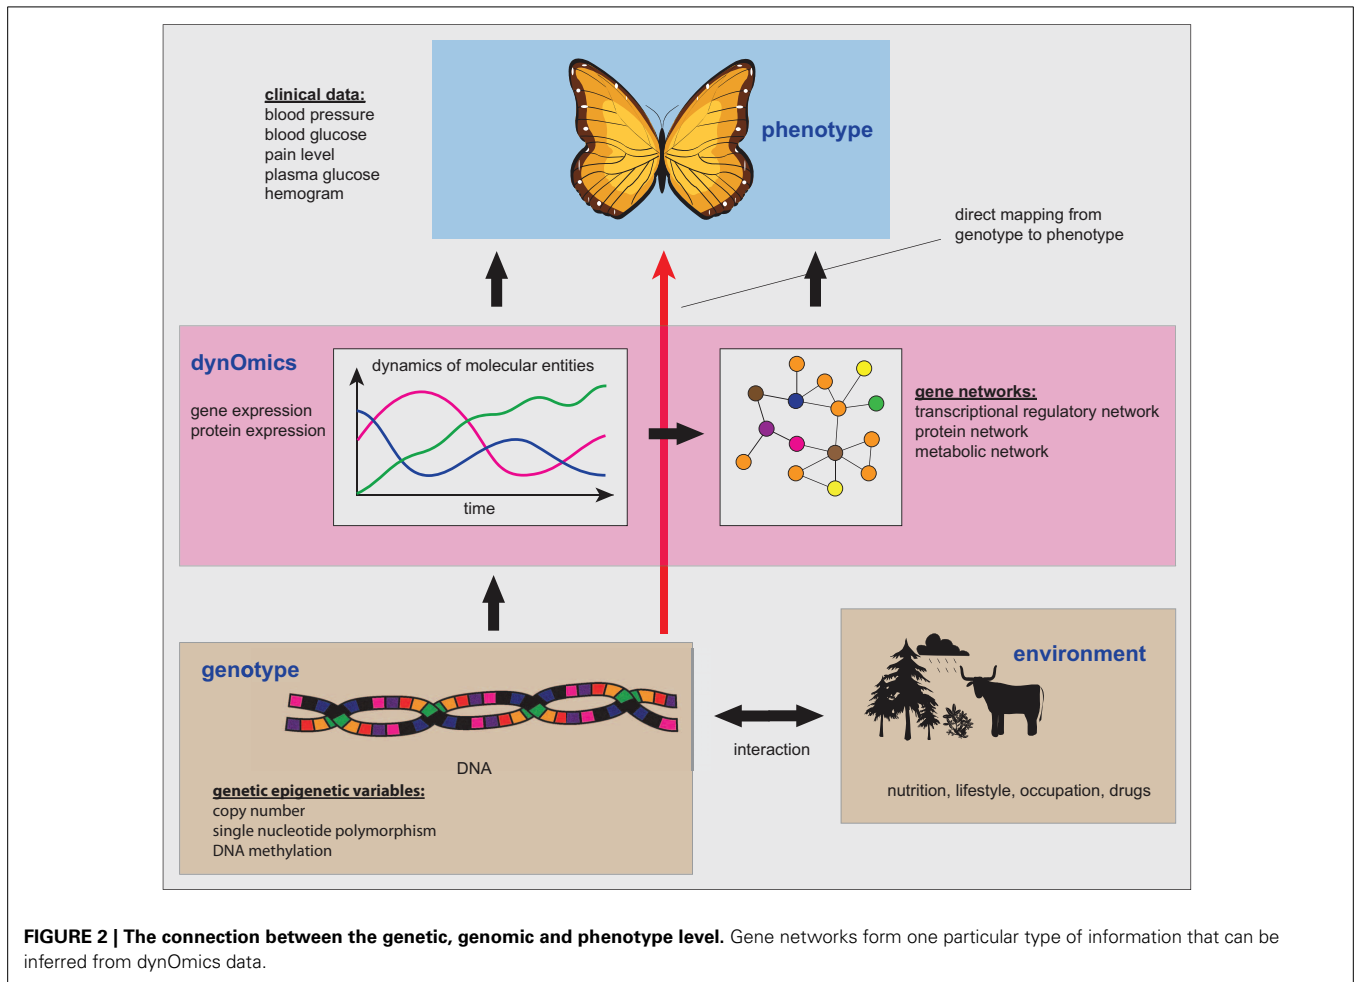 clinical data:
blood pressure
blood glucose
pain level
plasma glucose
hemogram
phenotype
direct mapping from
genotype to phenotype
dynOmics
gene expression
protein expression
dynamics of molecular entities
time
gene networks:
transcriptional regulatory network
protein network
metabolic network
genotype
DNA
genetic epigenetic variables:
copy number
single nucleotide polymorphism
DNA methylation
interaction
environment
nutrition, lifestyle, occupation, drugs
FIGURE 2 | The connection between the genetic, genomic and phenotype level. Gene networks form one particular type of information that can be
inferred from dynOmics data.